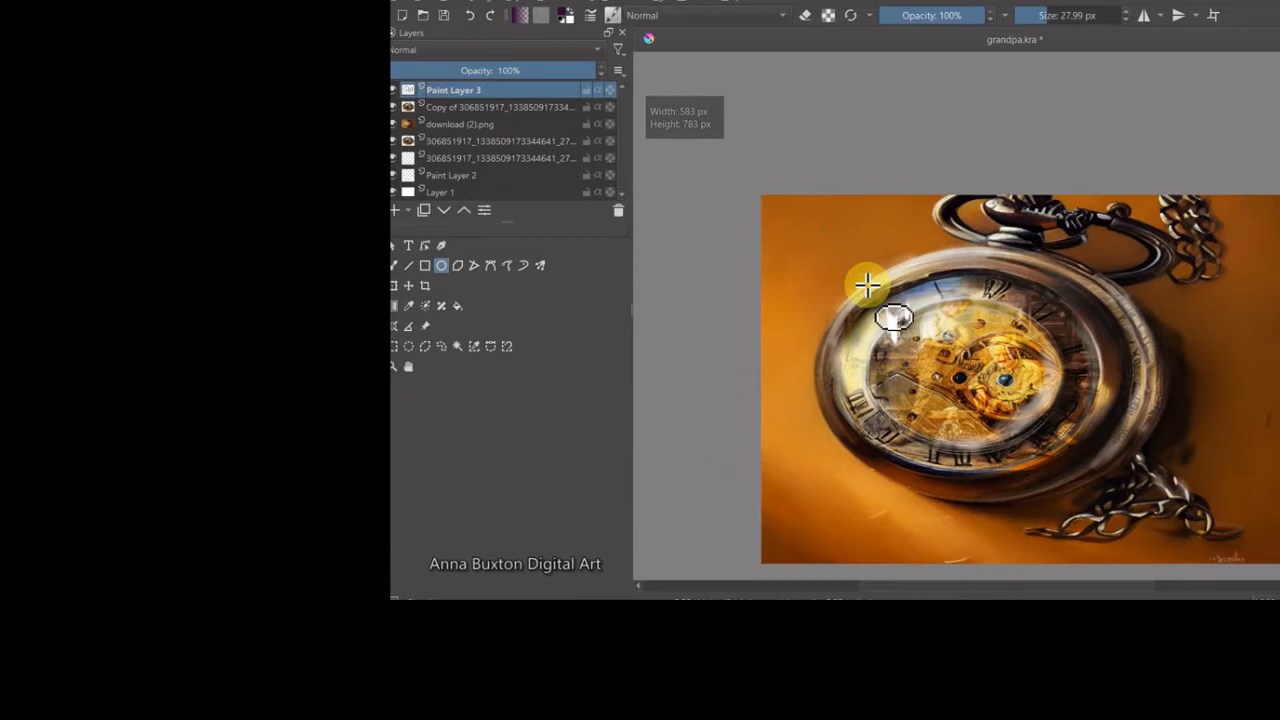 Normal
Opacity: 100%
Size: 27.99 px
Layers
grandpa.kra *
Normal
Opacity: 100%
Paint Layer 3
Copy of 306851917_133850917334...
download (2).png
306851917_1338509173344641_27...
306851917_1338509173344641_27...
Paint Layer 2
Layer 1
Width: 583 px
Height: 783 px
Anna Buxton Digital Art